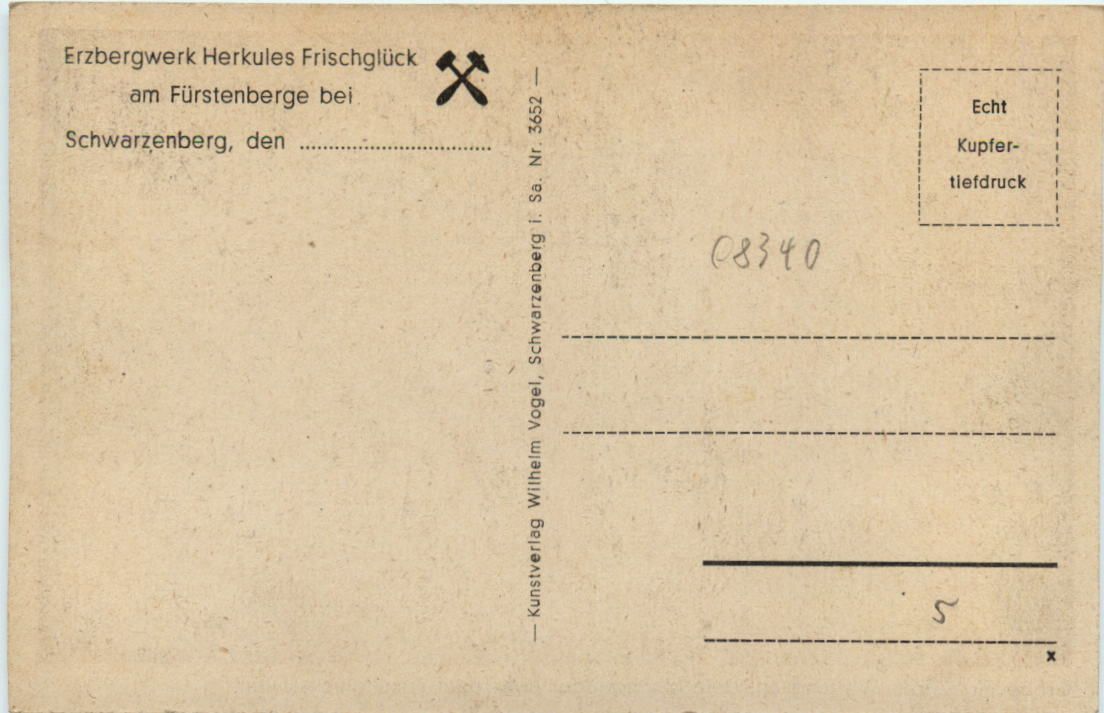 Erzbergwerk Herkules Frischglück
am Fürstenberge bei
Schwarzenberg, den ................................
— Kunstverlag Wilhelm Vogel, Schwarzenberg i. Sa. Nr. 3652 —
Echt
Kupfer-
tiefdruck
08340
5
x